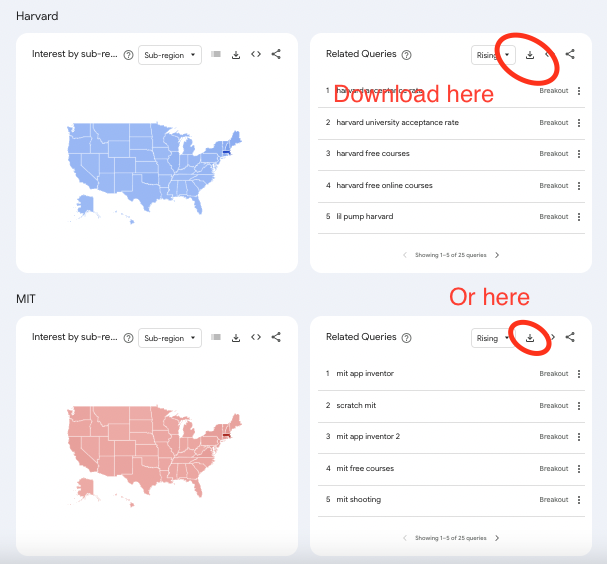 Harvard
Interest by sub-re... Sub-region
Related Queries Rising
Download here
1 harvard acceptance rate Breakout
2 harvard university acceptance rate Breakout
3 harvard free courses Breakout
4 harvard free online courses Breakout
5 lil pump harvard Breakout
Showing 1–5 of 25 queries
MIT
Or here
Interest by sub-re... Sub-region
Related Queries Rising
1 mit app inventor Breakout
2 scratch mit Breakout
3 mit app inventor 2 Breakout
4 mit free courses Breakout
5 mit shooting Breakout
Showing 1–5 of 25 queries